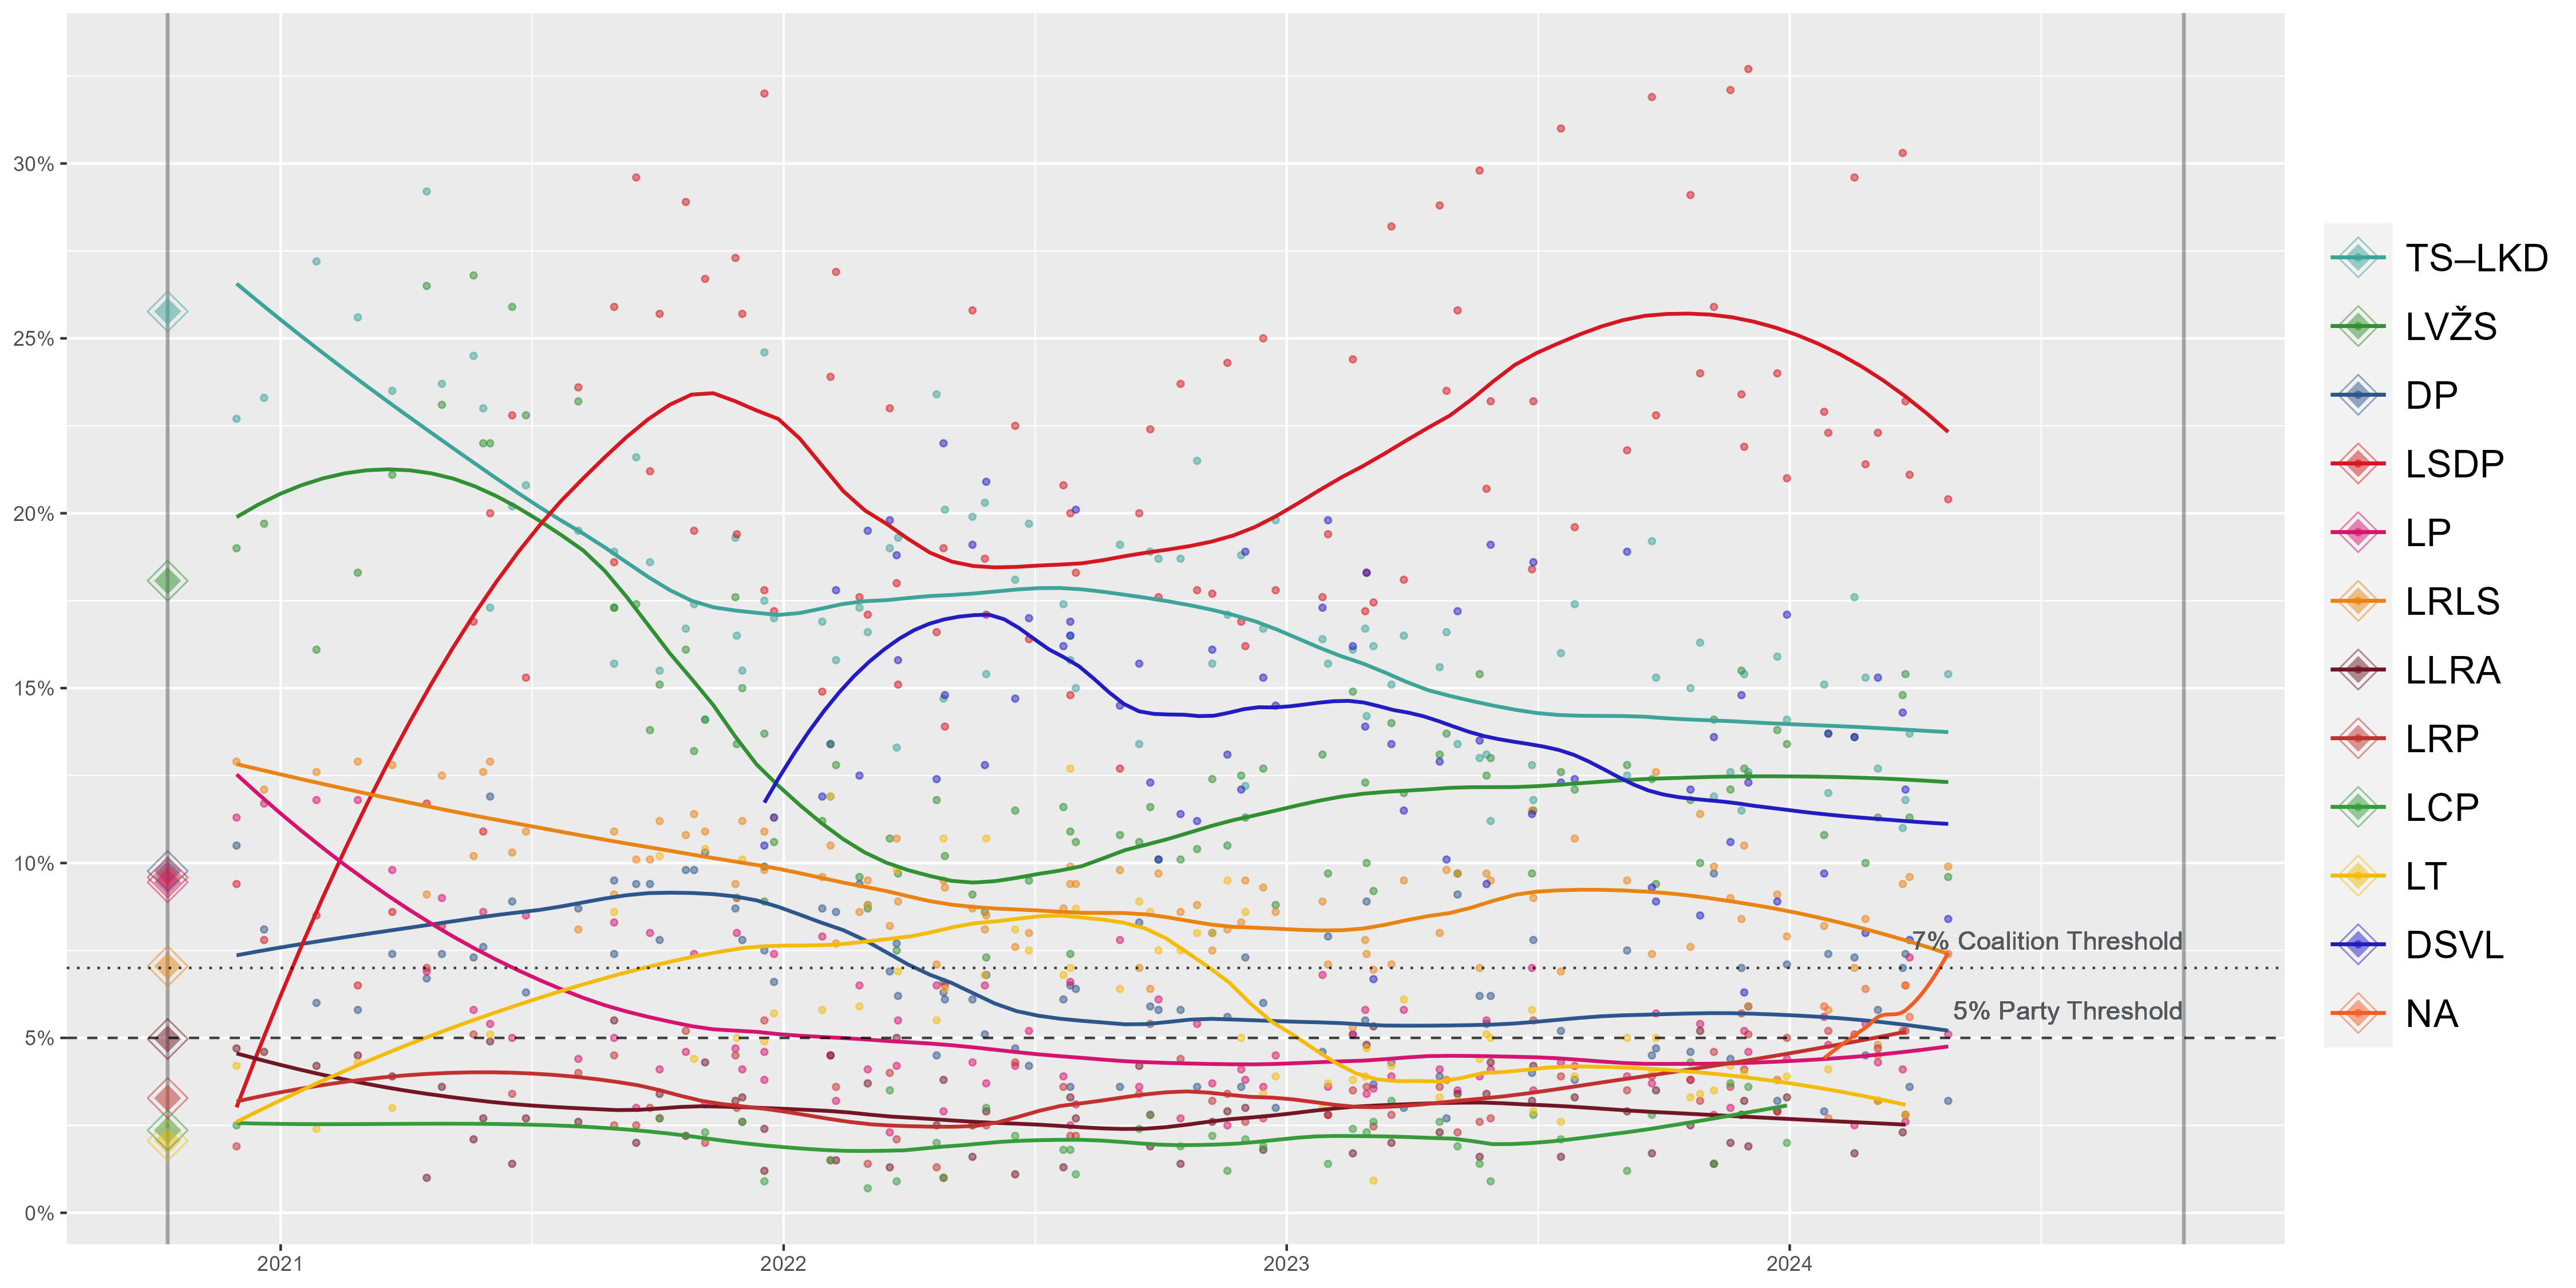 30%
25%
20%
15%
10%
5%
0%
7% Coalition Threshold
5% Party Threshold
2021
2022
2023
2024
TS–LKD
LVŽS
DP
LSDP
LP
LRLS
LLRA
LRP
LCP
LT
DSVL
NA